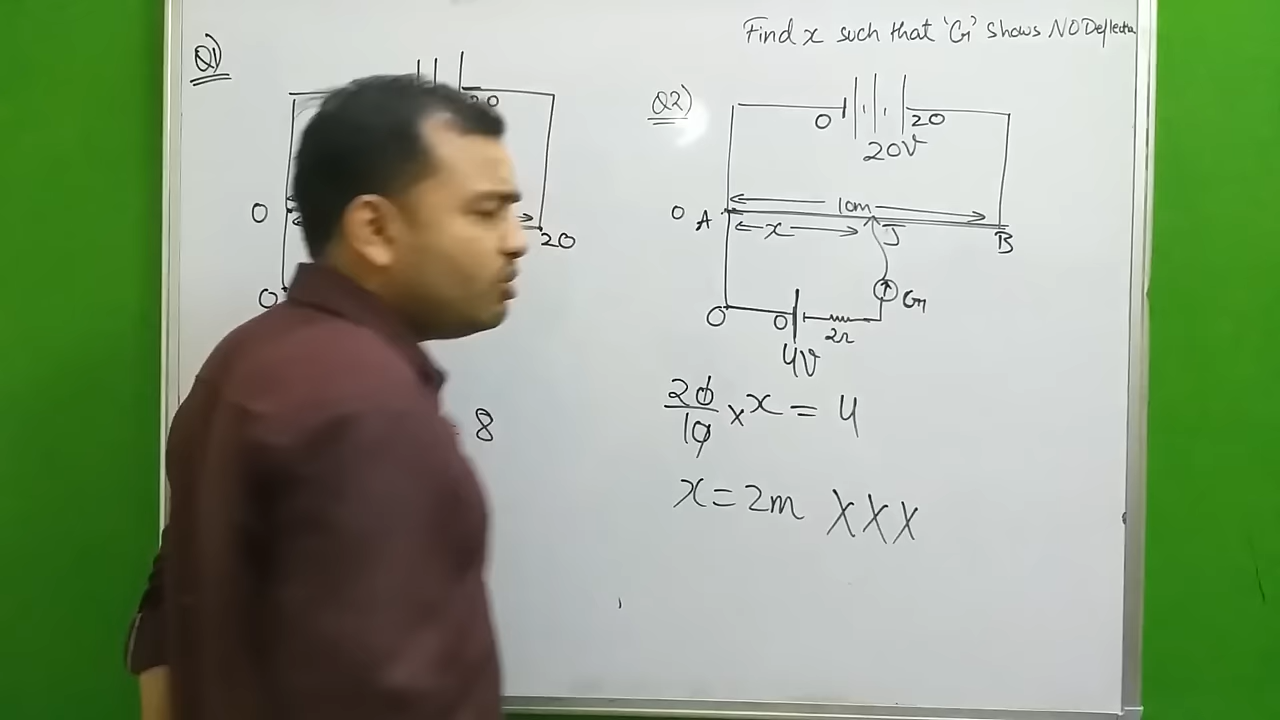 Find x such that 'G' shows NO Deflectio
Q1)
20
0
20
0
= 8
Q2)
0
20
20V
10m
0 A
x
J
B
G
0
0
2r
4V
20/10 × x = 4
x = 2m XXX